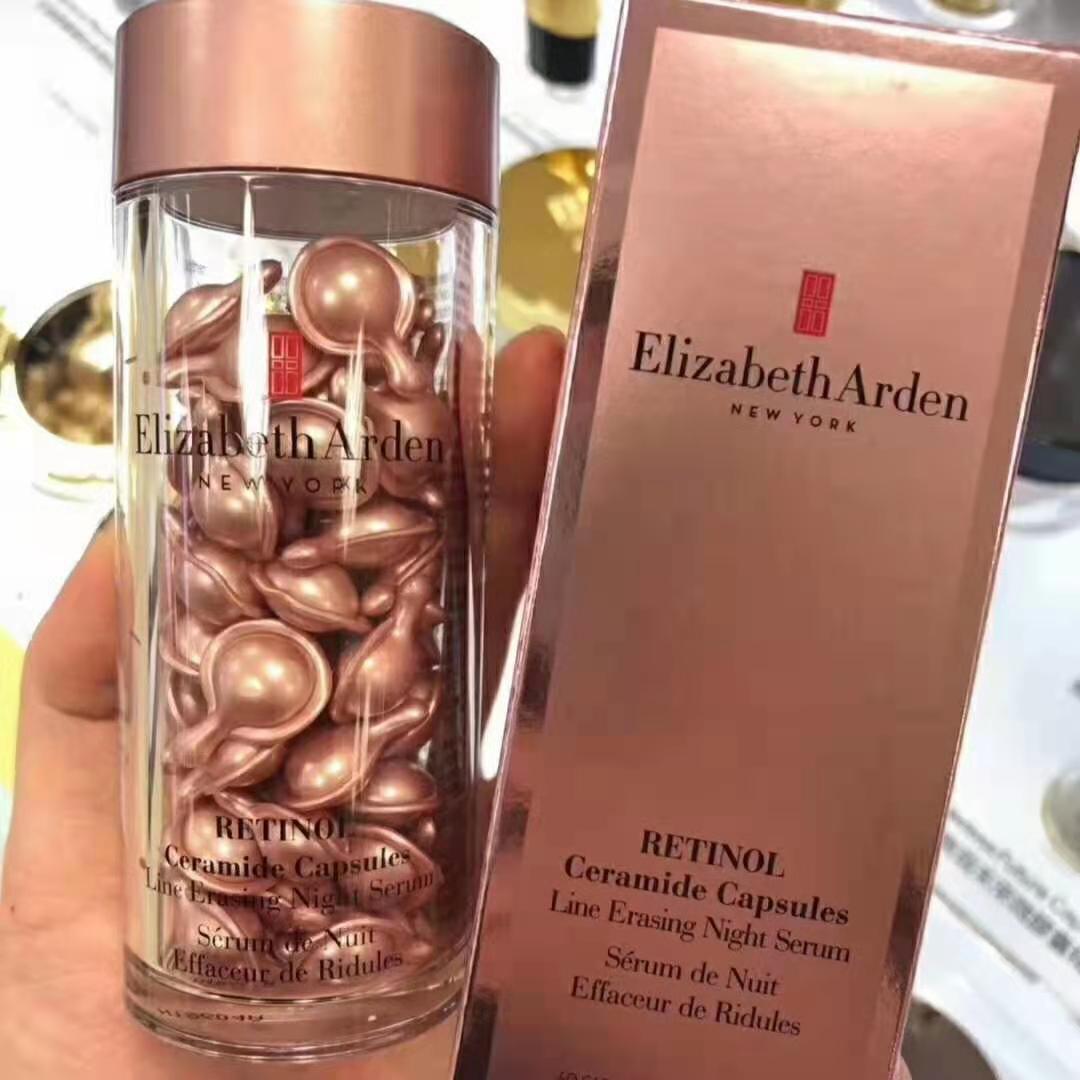 Elizabeth Arden
NEW YORK
RETINOL
Ceramide Capsules
Line Erasing Night Serum
Sérum de Nuit
Effaceur de Ridules
Elizabeth Arden
NEW YORK
RETINOL
Ceramide Capsules
Line Erasing Night Serum
Sérum de Nuit
Effaceur de Ridules